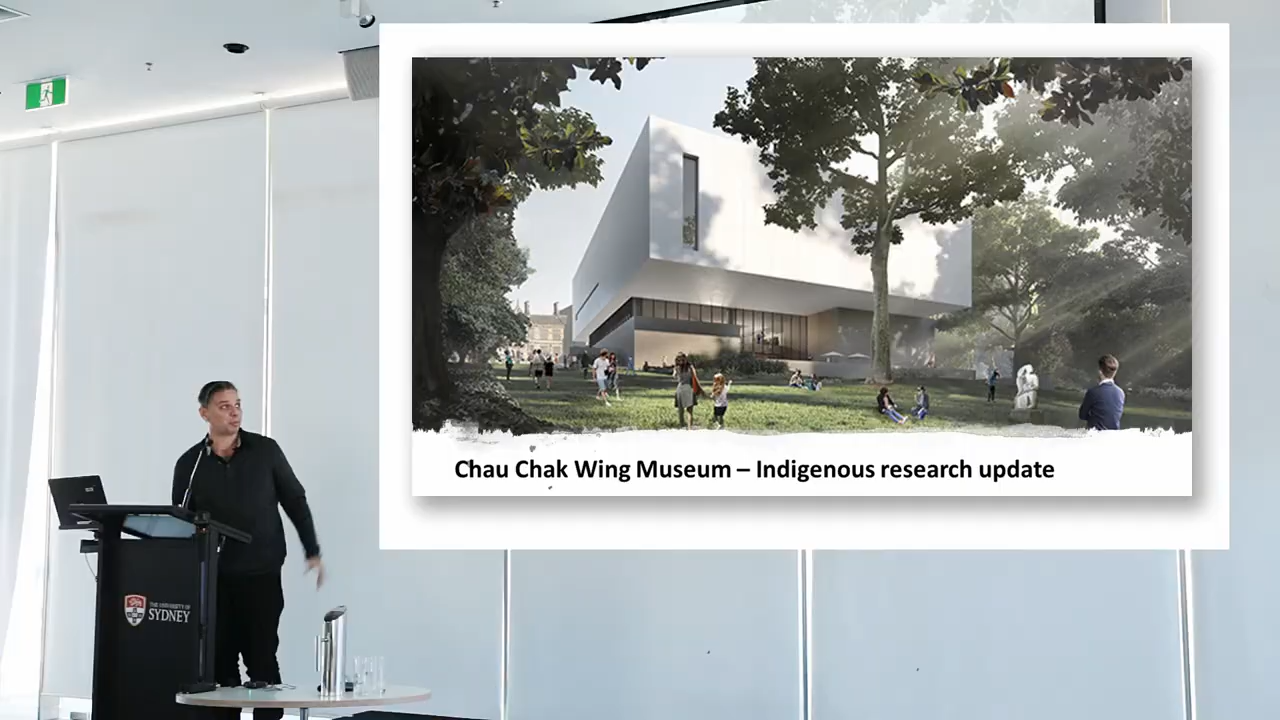 Chau Chak Wing Museum – Indigenous research update
THE UNIVERSITY OF
SYDNEY